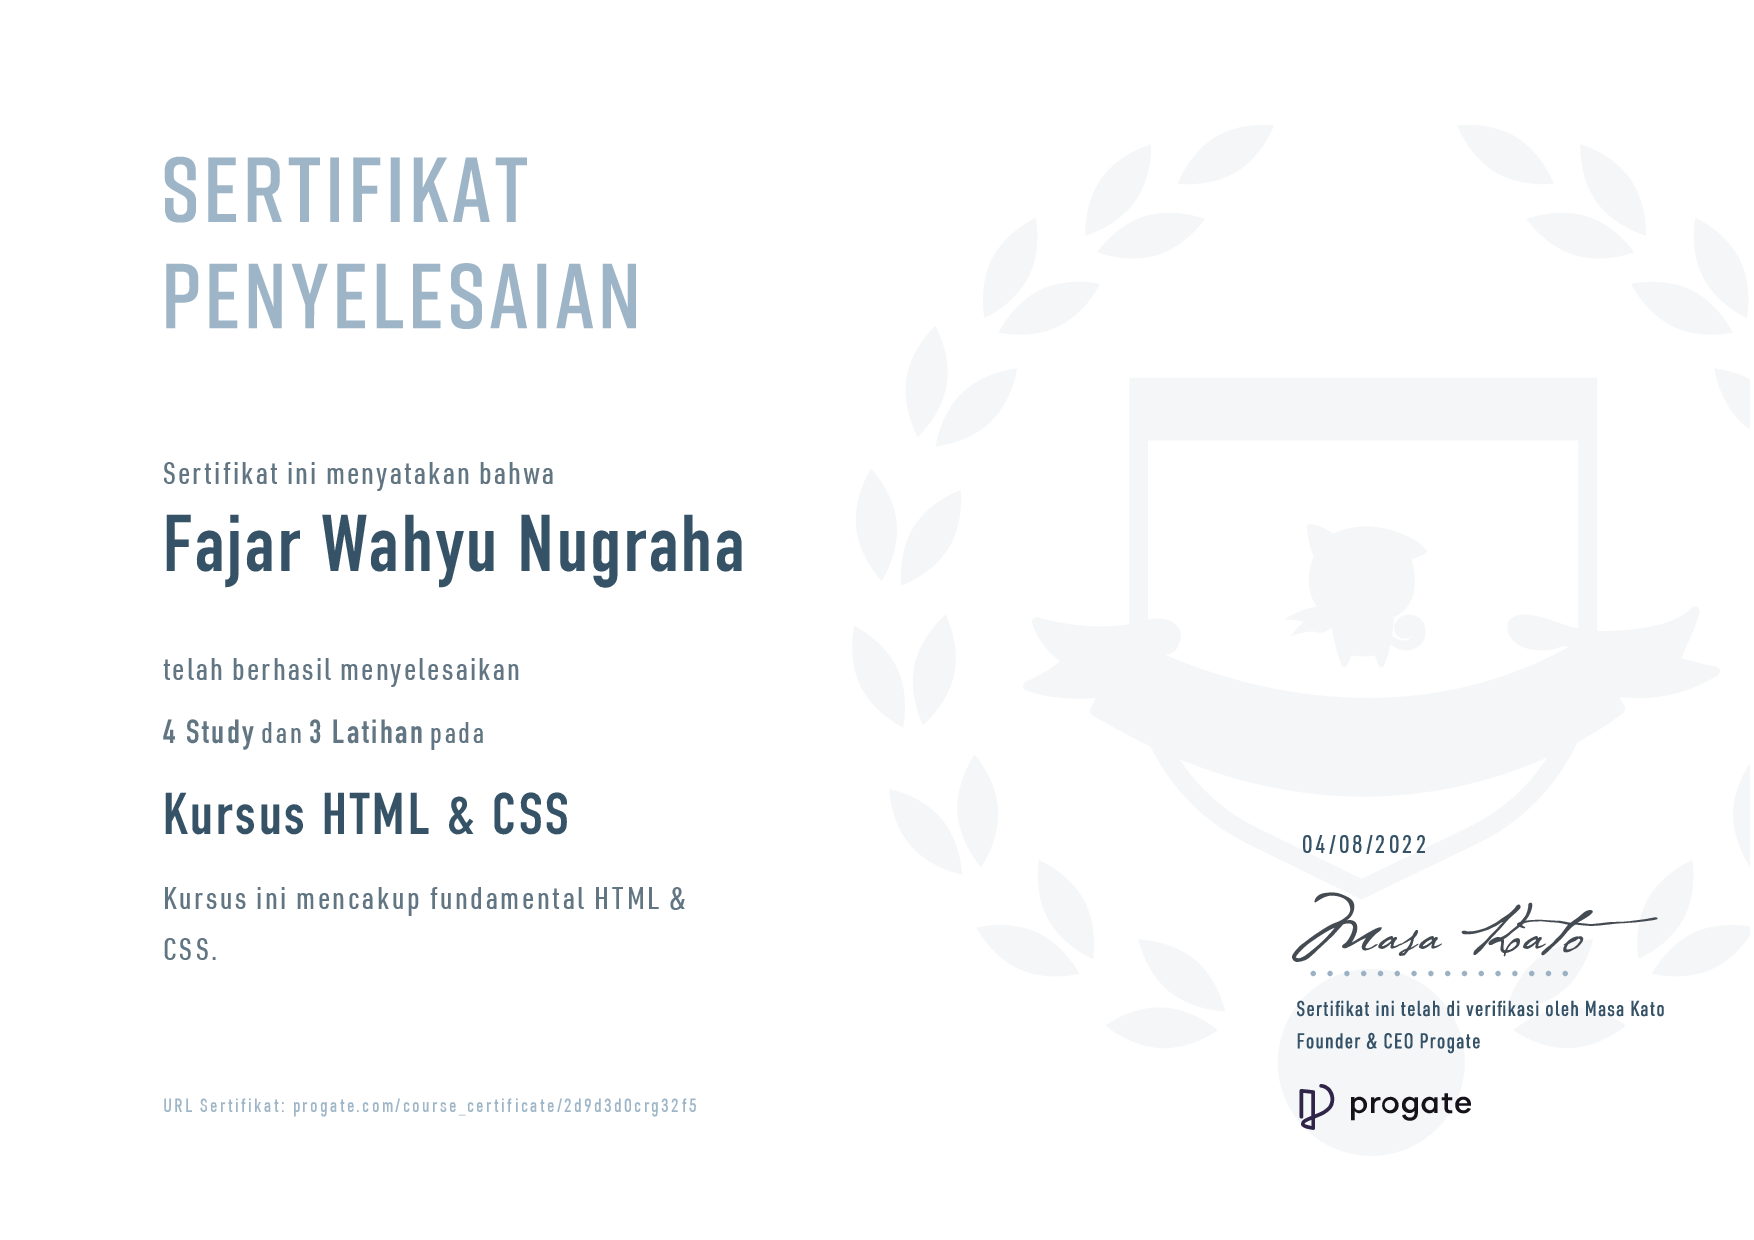 SERTIFIKAT
PENYELESAIAN
Sertifikat ini menyatakan bahwa
Fajar Wahyu Nugraha
telah berhasil menyelesaikan
4 Study dan 3 Latihan pada
Kursus HTML & CSS
Kursus ini mencakup fundamental HTML &
CSS.
URL Sertifikat: progate.com/course_certificate/2d9d3d0crg32f5
04/08/2022
Masa Kato
Sertifikat ini telah di verifikasi oleh Masa Kato
Founder & CEO Progate
progate